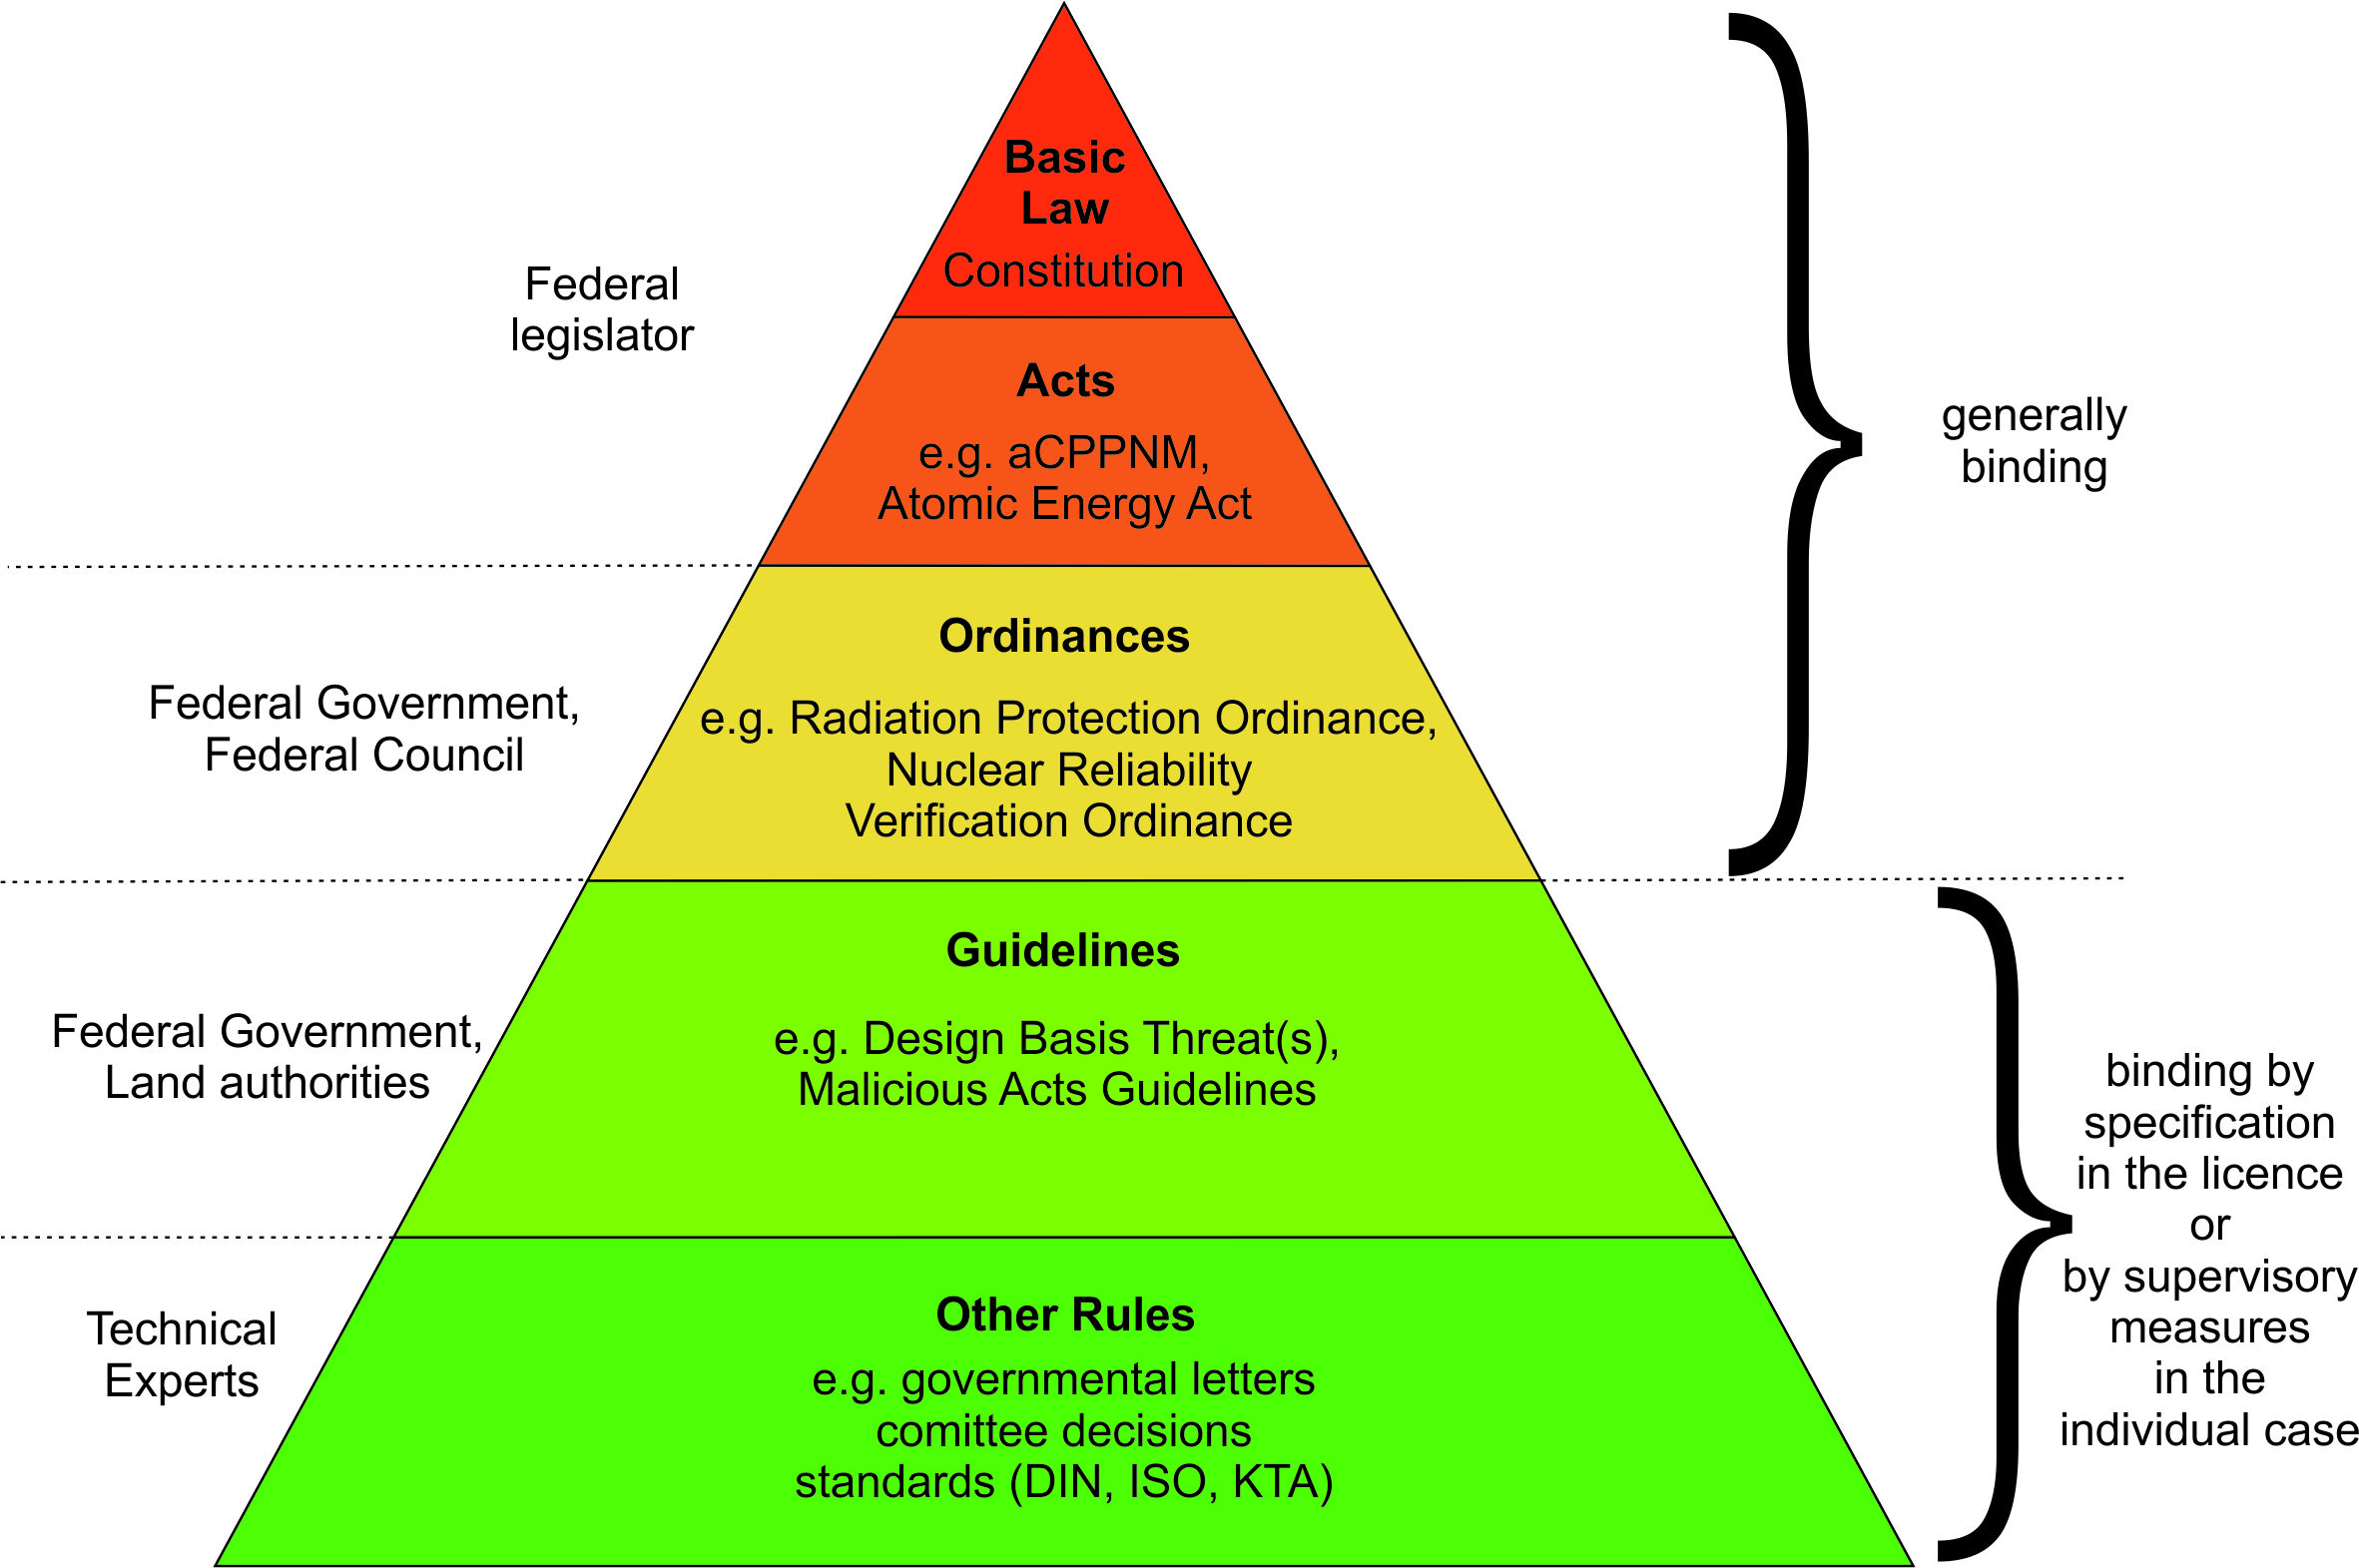 Basic
Law
Constitution
Federal
legislator
Acts
e.g. aCPPNM,
Atomic Energy Act
generally
binding
Ordinances
e.g. Radiation Protection Ordinance,
Nuclear Reliability
Verification Ordinance
Federal Government,
Federal Council
Guidelines
e.g. Design Basis Threat(s),
Malicious Acts Guidelines
Federal Government,
Land authorities
binding by
specification
in the licence
or
by supervisory
measures
in the
individual case
Other Rules
e.g. governmental letters
comittee decisions
standards (DIN, ISO, KTA)
Technical
Experts